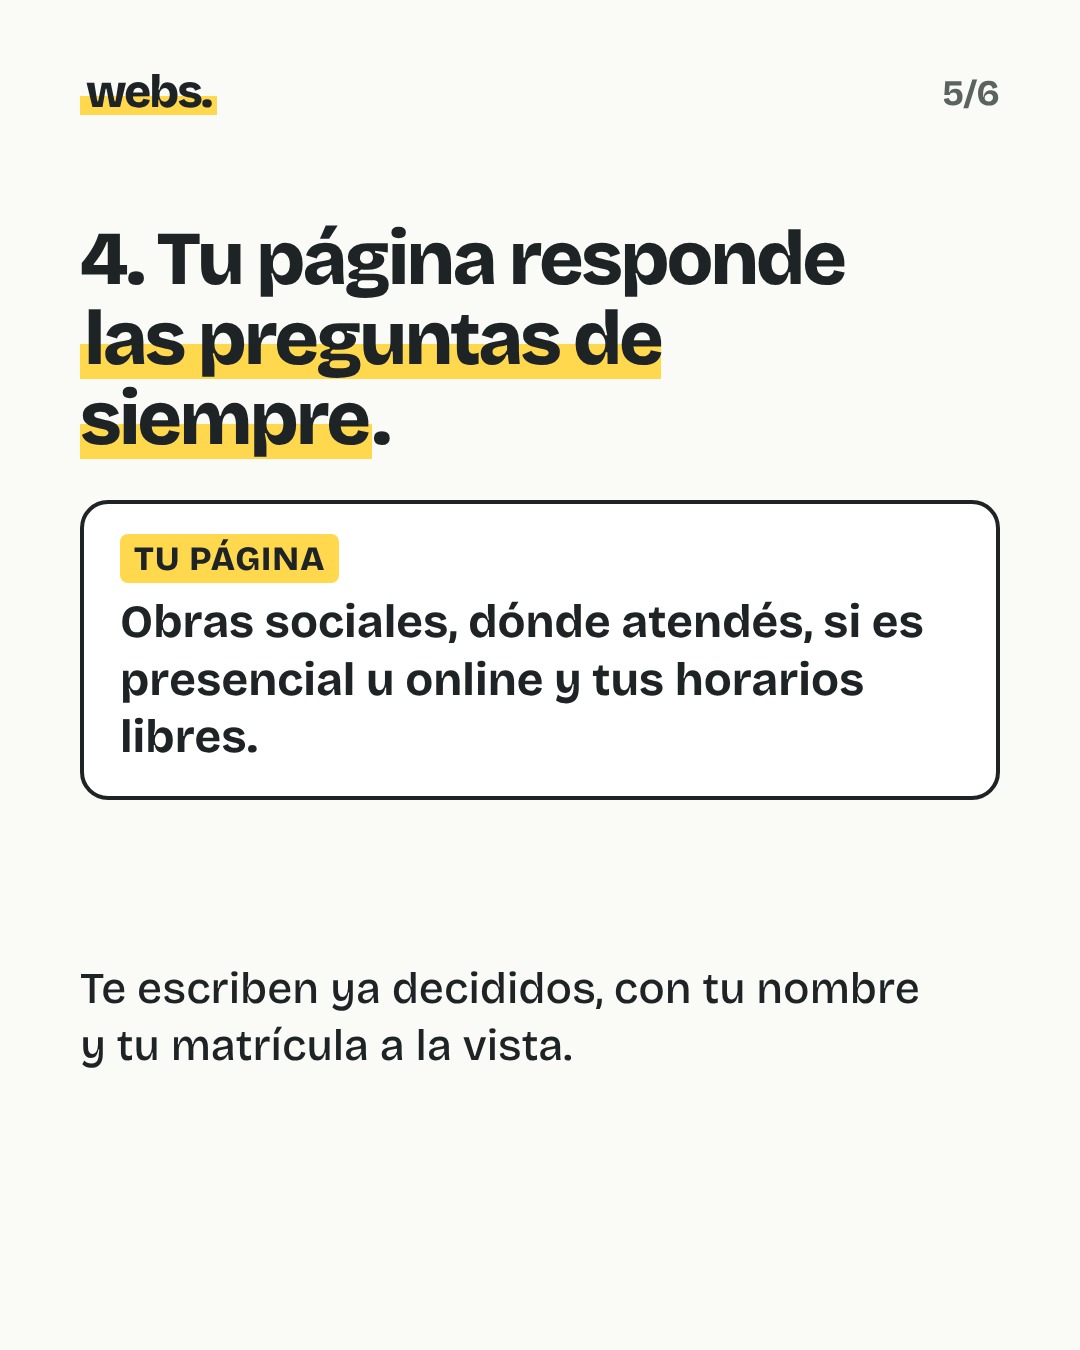 webs.
5/6
4. Tu página responde
las preguntas de
siempre.
TU PÁGINA
Obras sociales, dónde atendés, si es
presencial u online y tus horarios
libres.
Te escriben ya decididos, con tu nombre
y tu matrícula a la vista.